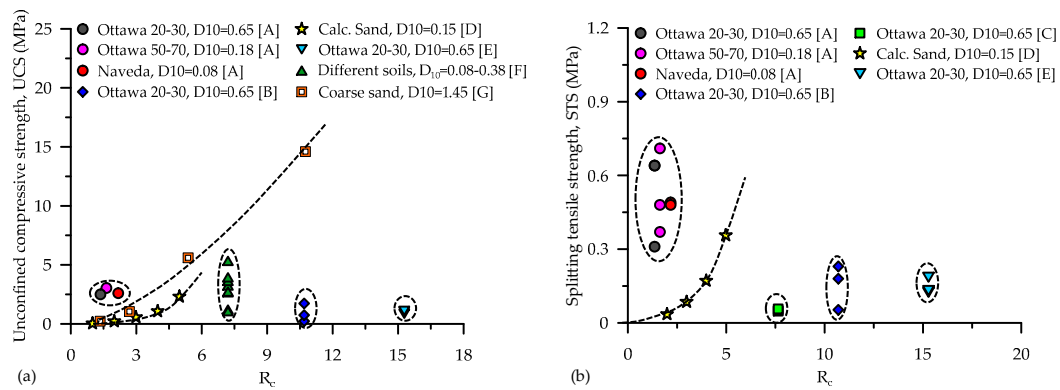 Unconfined compressive strength, UCS (MPa)
25
20
15
10
5
0
Ottawa 20-30, D10=0.65 [A]
Ottawa 50-70, D10=0.18 [A]
Naveda, D10=0.08 [A]
Ottawa 20-30, D10=0.65 [B]
Calc. Sand, D10=0.15 [D]
Ottawa 20-30, D10=0.65 [E]
Different soils, D10=0.08-0.38 [F]
Coarse sand, D10=1.45 [G]
0 3 6 9 12 15 18
(a) Rc
Splitting tensile strength, STS (MPa)
1.2
0.9
0.6
0.3
0
Ottawa 20-30, D10=0.65 [A]
Ottawa 50-70, D10=0.18 [A]
Naveda, D10=0.08 [A]
Ottawa 20-30, D10=0.65 [B]
Ottawa 20-30, D10=0.65 [C]
Calc. Sand, D10=0.15 [D]
Ottawa 20-30, D10=0.65 [E]
0 5 10 15 20
(b) Rc